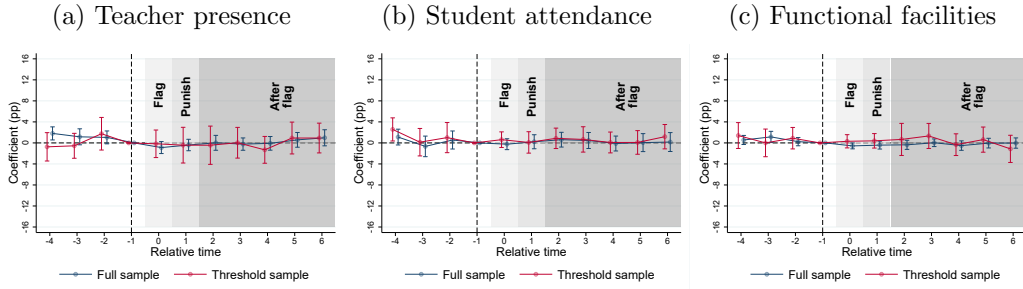 (a) Teacher presence
Coefficient (pp)
16
12
8
4
0
-4
-8
-12
-16
Flag
Punish
After
flag
-4 -3 -2 -1 0 1 2 3 4 5 6
Relative time
Full sample Threshold sample
(b) Student attendance
Coefficient (pp)
16
12
8
4
0
-4
-8
-12
-16
Flag
Punish
After
flag
-4 -3 -2 -1 0 1 2 3 4 5 6
Relative time
Full sample Threshold sample
(c) Functional facilities
Coefficient (pp)
16
12
8
4
0
-4
-8
-12
-16
Flag
Punish
After
flag
-4 -3 -2 -1 0 1 2 3 4 5 6
Relative time
Full sample Threshold sample